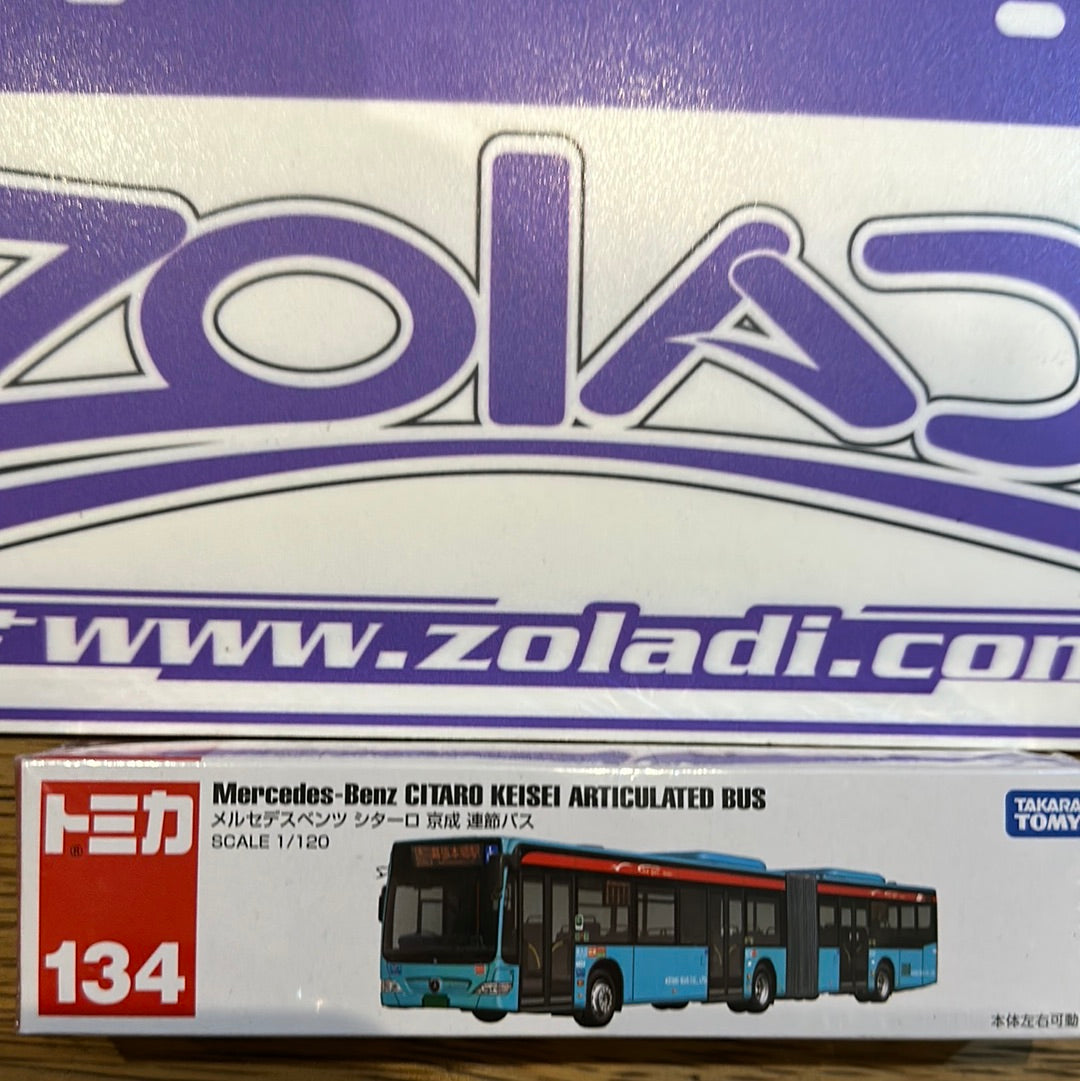 ZOLAD
www.zoladi.com
トミカ
®
134
Mercedes-Benz CITARO KEISEI ARTICULATED BUS
メルセデスベンツ シターロ 京成 連節バス
SCALE 1/120
TAKARA
TOMY
本体左右可動